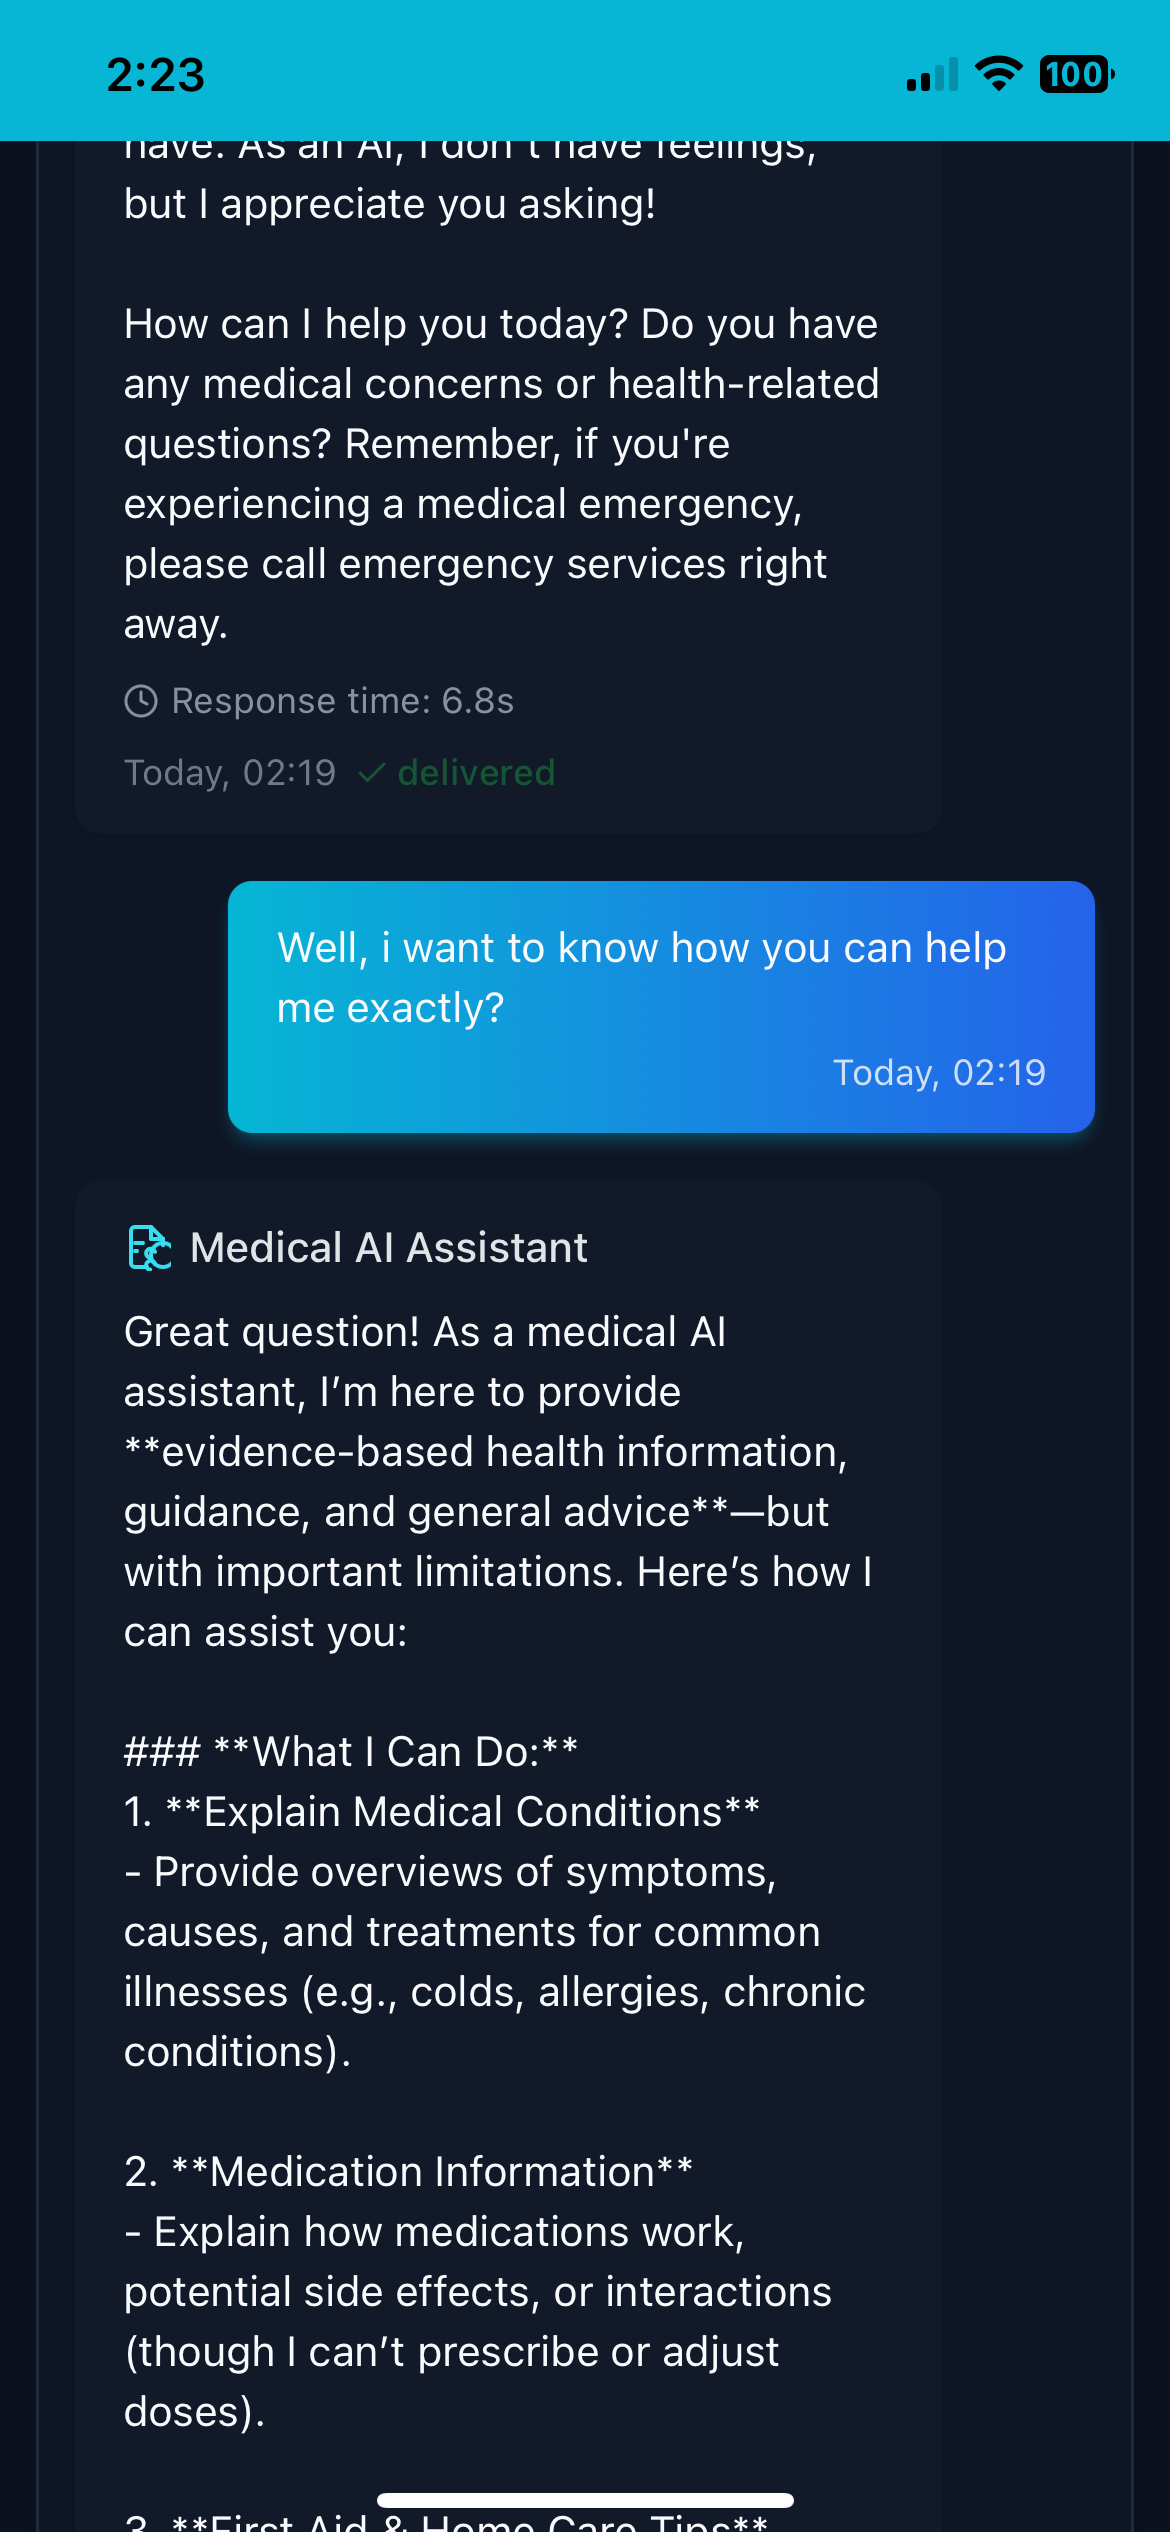 2:23
100
have. As an AI, I don't have feelings,
but I appreciate you asking!
How can I help you today? Do you have
any medical concerns or health-related
questions? Remember, if you're
experiencing a medical emergency,
please call emergency services right
away.
Response time: 6.8s
Today, 02:19 ✓ delivered
Well, i want to know how you can help
me exactly?
Today, 02:19
Medical AI Assistant
Great question! As a medical AI
assistant, I’m here to provide
**evidence-based health information,
guidance, and general advice**—but
with important limitations. Here’s how I
can assist you:
### **What I Can Do:**
1. **Explain Medical Conditions**
- Provide overviews of symptoms,
causes, and treatments for common
illnesses (e.g., colds, allergies, chronic
conditions).
2. **Medication Information**
- Explain how medications work,
potential side effects, or interactions
(though I can’t prescribe or adjust
doses).
3. **First Aid & Home Care Tips**